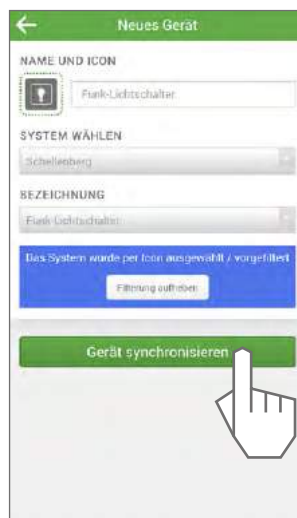 Neues Gerät
NAME UND ICON
Funk-Lichtschalter
SYSTEM WÄHLEN
Schellenberg
BEZEICHNUNG
Funk-Lichtschalter
Das System wurde per Icon ausgewählt / vorgefiltert
Filterung aufheben
Gerät synchronisieren